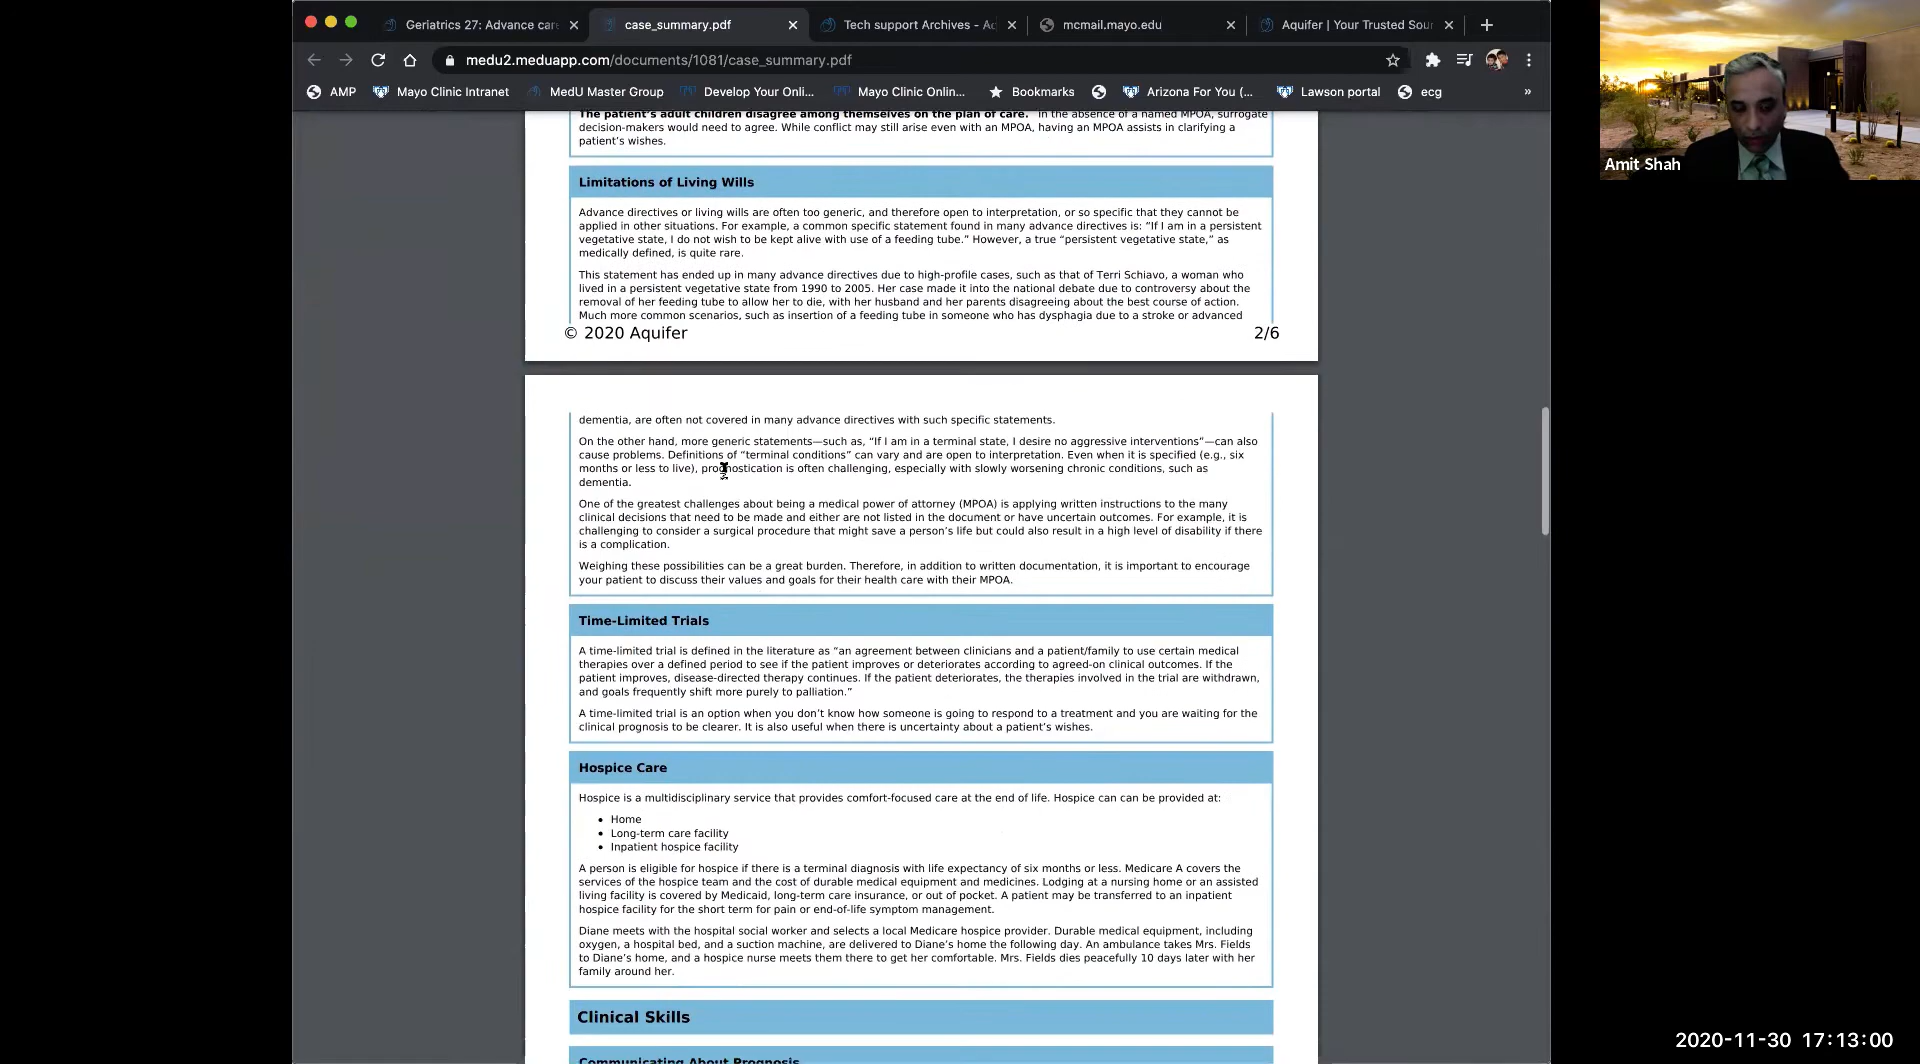 Geriatrics 27: Advance car
case_summary.pdf
Tech support Archives - Ac
mcmail.mayo.edu
Aquifer | Your Trusted Sour
medu2.meduapp.com/documents/1081/case_summary.pdf
AMP
Mayo Clinic Intranet
MedU Master Group
Develop Your Onli...
Mayo Clinic Onlin...
Bookmarks
Arizona For You (...
Lawson portal
ecg
»
The patient's adult children disagree among themselves on the plan of care. In the absence of a named MPOA, surrogate
decision-makers would need to agree. While conflict may still arise even with an MPOA, having an MPOA assists in clarifying a
patient's wishes.
Limitations of Living Wills
Advance directives or living wills are often too generic, and therefore open to interpretation, or so specific that they cannot be
applied in other situations. For example, a common specific statement found in many advance directives is: "If I am in a persistent
vegetative state, I do not wish to be kept alive with use of a feeding tube." However, a true "persistent vegetative state," as
medically defined, is quite rare.
This statement has ended up in many advance directives due to high-profile cases, such as that of Terri Schiavo, a woman who
lived in a persistent vegetative state from 1990 to 2005. Her case made it into the national debate due to controversy about the
removal of her feeding tube to allow her to die, with her husband and her parents disagreeing about the best course of action.
Much more common scenarios, such as insertion of a feeding tube in someone who has dysphagia due to a stroke or advanced
© 2020 Aquifer 2/6
dementia, are often not covered in many advance directives with such specific statements.
On the other hand, more generic statements—such as, "If I am in a terminal state, I desire no aggressive interventions"—can also
cause problems. Definitions of "terminal conditions" can vary and are open to interpretation. Even when it is specified (e.g., six
months or less to live), prognostication is often challenging, especially with slowly worsening chronic conditions, such as
dementia.
One of the greatest challenges about being a medical power of attorney (MPOA) is applying written instructions to the many
clinical decisions that need to be made and either are not listed in the document or have uncertain outcomes. For example, it is
challenging to consider a surgical procedure that might save a person's life but could also result in a high level of disability if there
is a complication.
Weighing these possibilities can be a great burden. Therefore, in addition to written documentation, it is important to encourage
your patient to discuss their values and goals for their health care with their MPOA.
Time-Limited Trials
A time-limited trial is defined in the literature as "an agreement between clinicians and a patient/family to use certain medical
therapies over a defined period to see if the patient improves or deteriorates according to agreed-on clinical outcomes. If the
patient improves, disease-directed therapy continues. If the patient deteriorates, the therapies involved in the trial are withdrawn,
and goals frequently shift more purely to palliation."
A time-limited trial is an option when you don't know how someone is going to respond to a treatment and you are waiting for the
clinical prognosis to be clearer. It is also useful when there is uncertainty about a patient's wishes.
Hospice Care
Hospice is a multidisciplinary service that provides comfort-focused care at the end of life. Hospice can can be provided at:
• Home
• Long-term care facility
• Inpatient hospice facility
A person is eligible for hospice if there is a terminal diagnosis with life expectancy of six months or less. Medicare A covers the
services of the hospice team and the cost of durable medical equipment and medicines. Lodging at a nursing home or an assisted
living facility is covered by Medicaid, long-term care insurance, or out of pocket. A patient may be transferred to an inpatient
hospice facility for the short term for pain or end-of-life symptom management.
Diane meets with the hospital social worker and selects a local Medicare hospice provider. Durable medical equipment, including
oxygen, a hospital bed, and a suction machine, are delivered to Diane's home the following day. An ambulance takes Mrs. Fields
to Diane's home, and a hospice nurse meets them there to get her comfortable. Mrs. Fields dies peacefully 10 days later with her
family around her.
Clinical Skills
Communicating About Prognosis
Amit Shah
2020-11-30 17:13:00